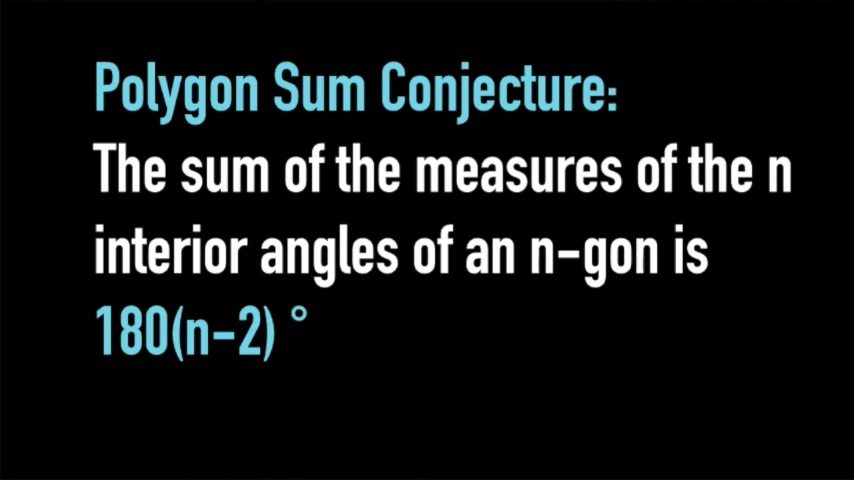 Polygon Sum Conjecture:
The sum of the measures of the n
interior angles of an n-gon is
180(n-2) °